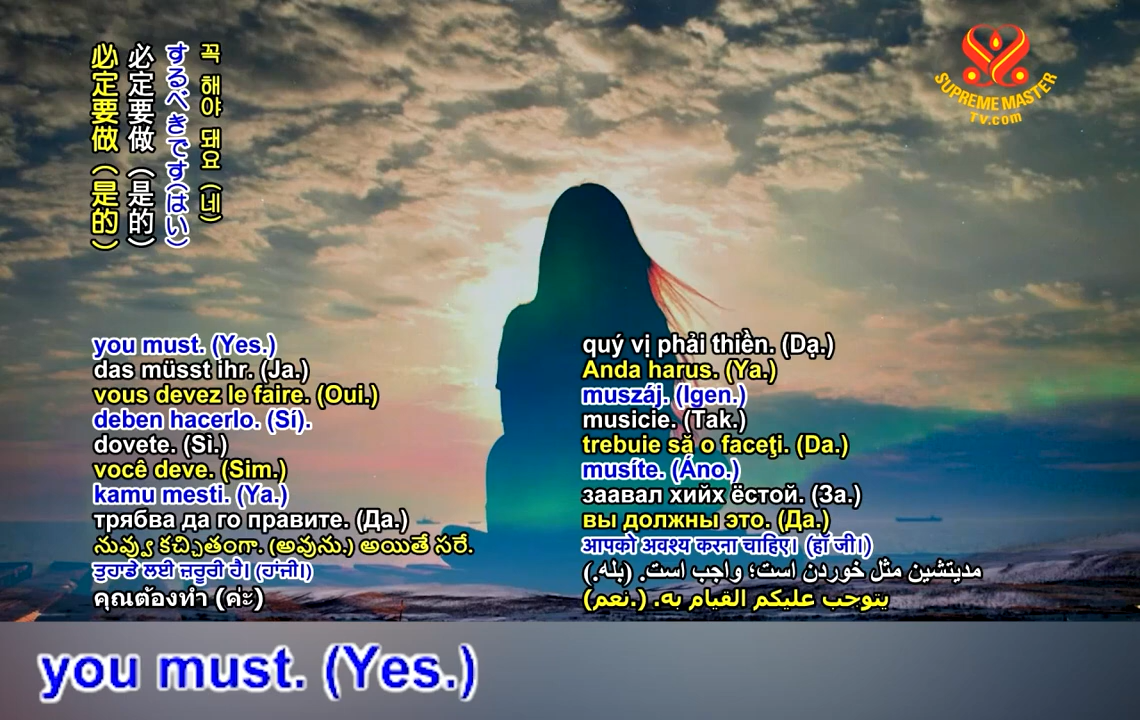 必定要做（是的）
必定要做（是的）
するべきです(はい)
꼭 해야 돼요 (네)
SUPREME MASTER
TV.com
you must. (Yes.)
das müsst ihr. (Ja.)
vous devez le faire. (Oui.)
deben hacerlo. (Sí).
dovete. (Sì.)
você deve. (Sim.)
kamu mesti. (Ya.)
трябва да го правите. (Да.)
నువ్వు కచ్చితంగా. (అవును.) అయితే సరే.
ਤੁਹਾਡੇ ਲਈ ਜ਼ਰੂਰੀ ਹੈ। (ਹਾਂਜੀ।)
คุณต้องทำ (ค่ะ)
quý vị phải thiền. (Dạ.)
Anda harus. (Ya.)
muszáj. (Igen.)
musicie. (Tak.)
trebuie să o faceţi. (Da.)
musíte. (Áno.)
заавал хийх ёстой. (За.)
вы должны это. (Да.)
आपको अवश्य करना चाहिए। (हाँ जी।)
مدیتشین مثل خوردن است؛ واجب است. (بله.)
يتوجب عليكم القيام به. (نعم.)
you must. (Yes.)